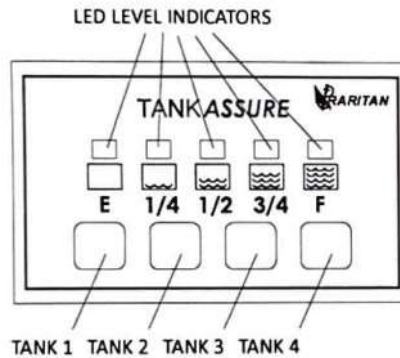 LED LEVEL INDICATORS
TANKASSURE RARITAN
E 1/4 1/2 3/4 F
TANK 1 TANK 2 TANK 3 TANK 4